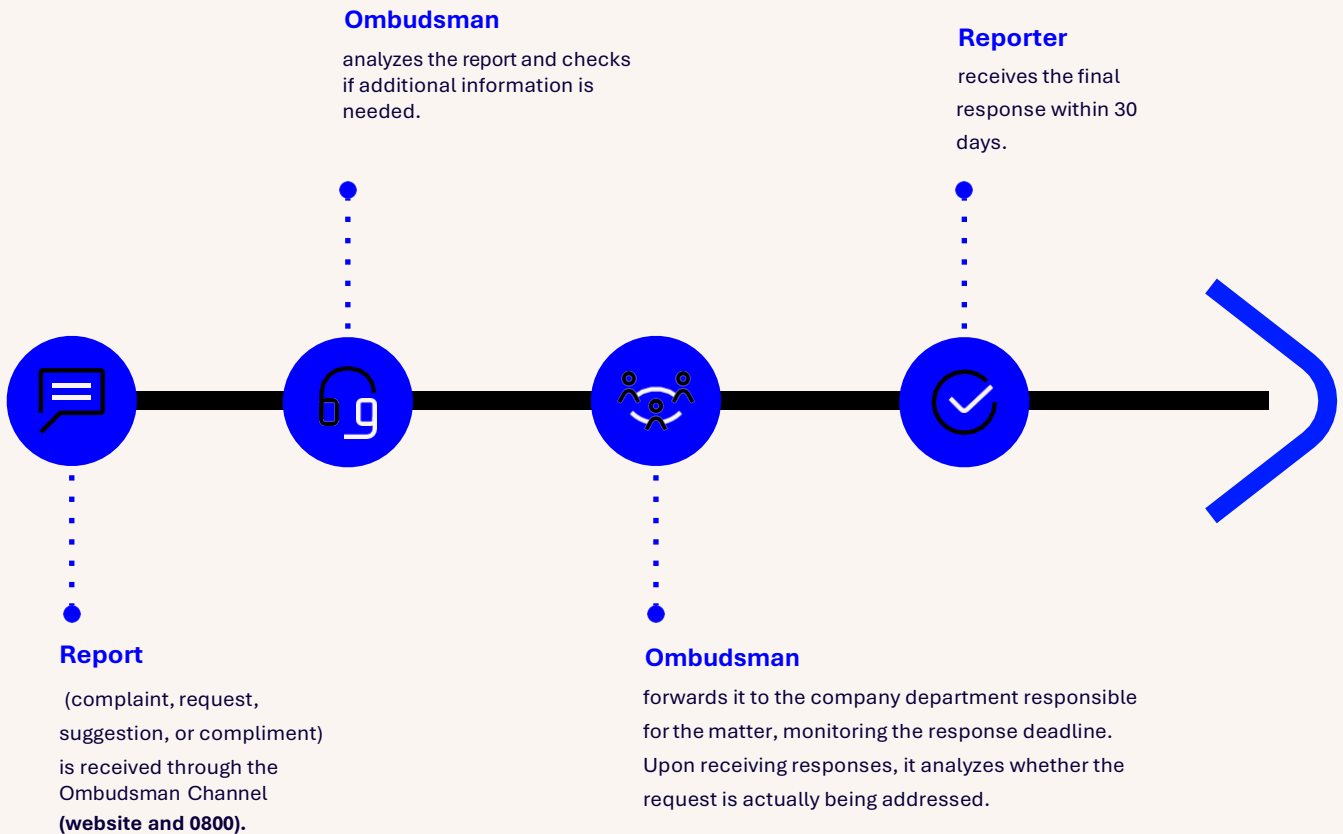 Ombudsman
analyzes the report and checks
if additional information is
needed.
Reporter
receives the final
response within 30
days.
Report
(complaint, request,
suggestion, or compliment)
is received through the
Ombudsman Channel
(website and 0800).
Ombudsman
forwards it to the company department responsible
for the matter, monitoring the response deadline.
Upon receiving responses, it analyzes whether the
request is actually being addressed.